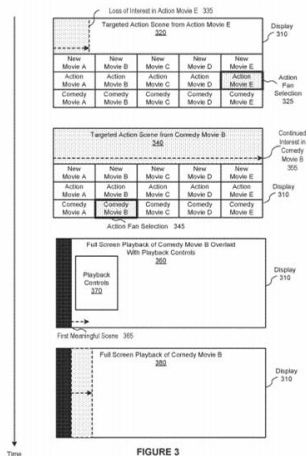 Loss of Interest in Action Movie E 335
Targeted Action Scene from Action Movie E
320
Display
310
New Movie A New Movie B New Movie C New Movie D New Movie E
Action Movie A Action Movie B Action Movie C Action Movie D Action Movie E
Comedy Movie A Comedy Movie B Comedy Movie C Comedy Movie D Comedy Movie E
Action
Fan
Selection
325
Display
310
Targeted Action Scene from Comedy Movie B
340
Continued
Interest in
Comedy
Movie B
355
New Movie A New Movie B New Movie C New Movie D New Movie E
Action Movie A Action Movie B Action Movie C Action Movie D Action Movie E
Comedy Movie A Comedy Movie B Comedy Movie C Comedy Movie D Comedy Movie E
Display
310
Action Fan Selection 345
Full Screen Playback of Comedy Movie B Overlaid
With Playback Controls
360
Playback
Controls
370
Display
310
First Meaningful Scene 365
Full Screen Playback of Comedy Movie B
380
Display
310
Time
FIGURE 3